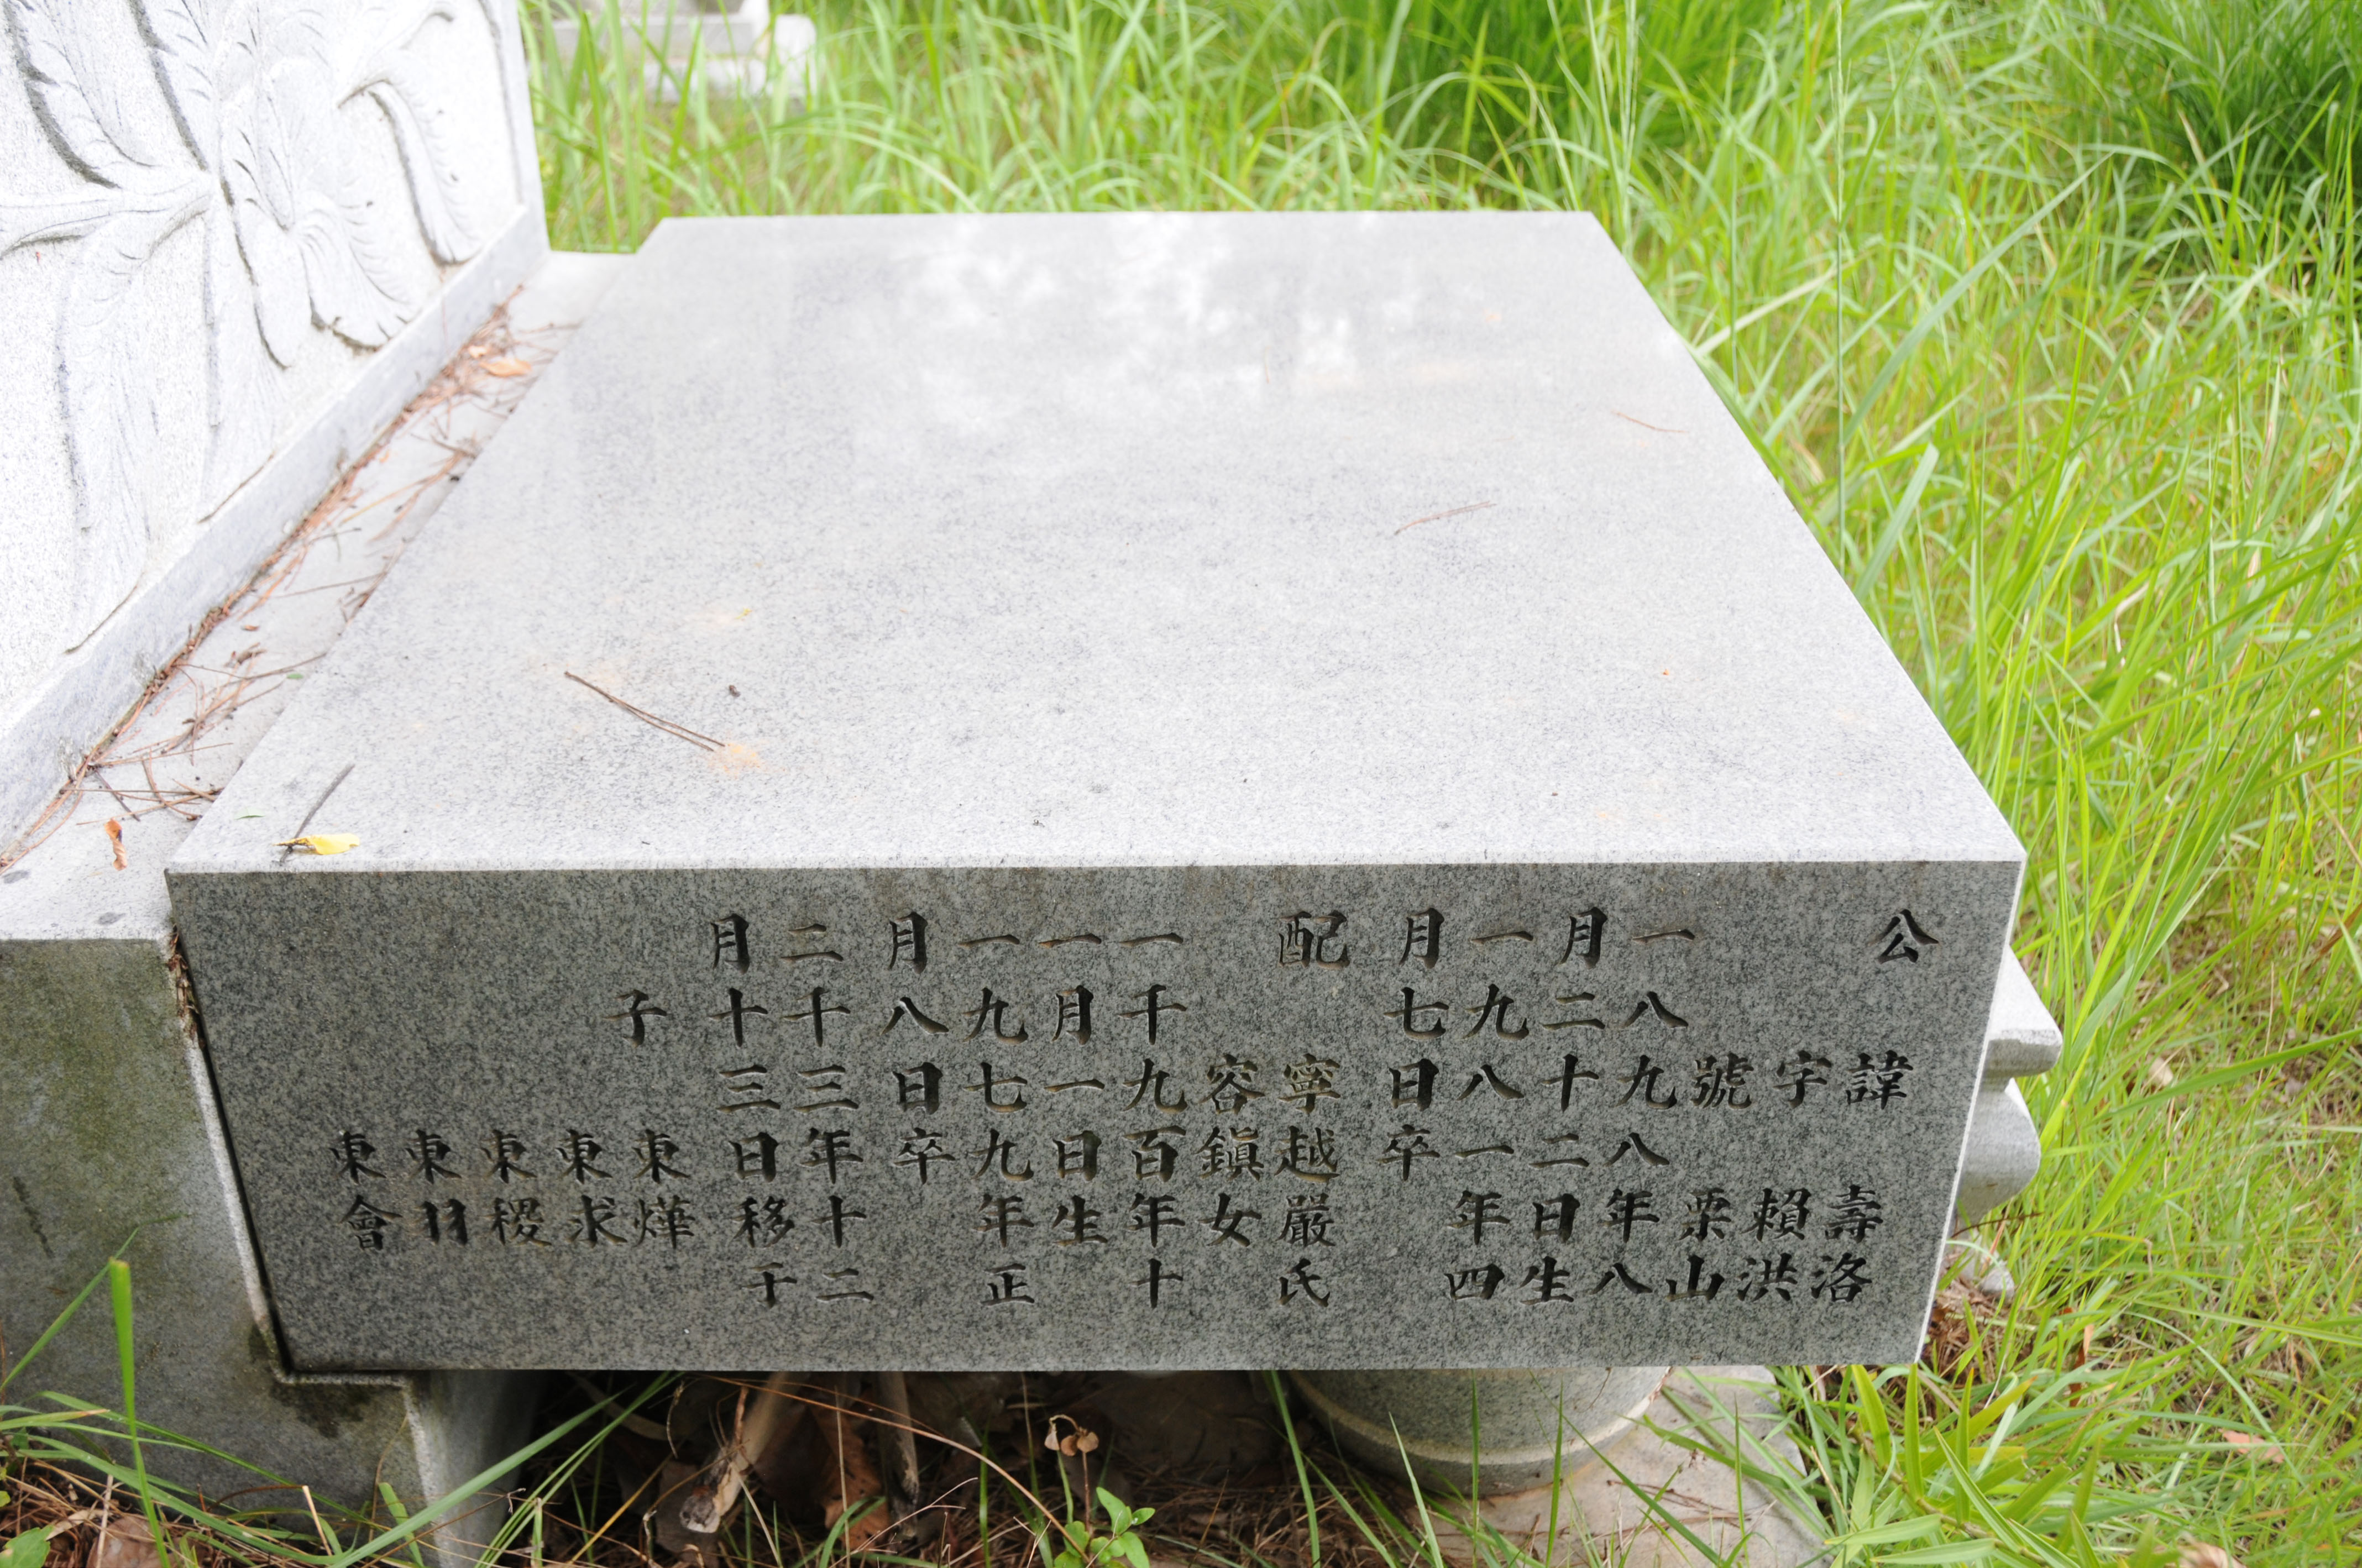 公諱壽洛
字賴洪
號栗山
一八九八年八
月二十二日生
一九八一年四
月七日卒
配寧越嚴氏
容鎭女
一千九百年十
一月一日生
一九七九年正
月八日卒
二十三年十二
月十三日移于
子東燁
東求
東稷
東
東會